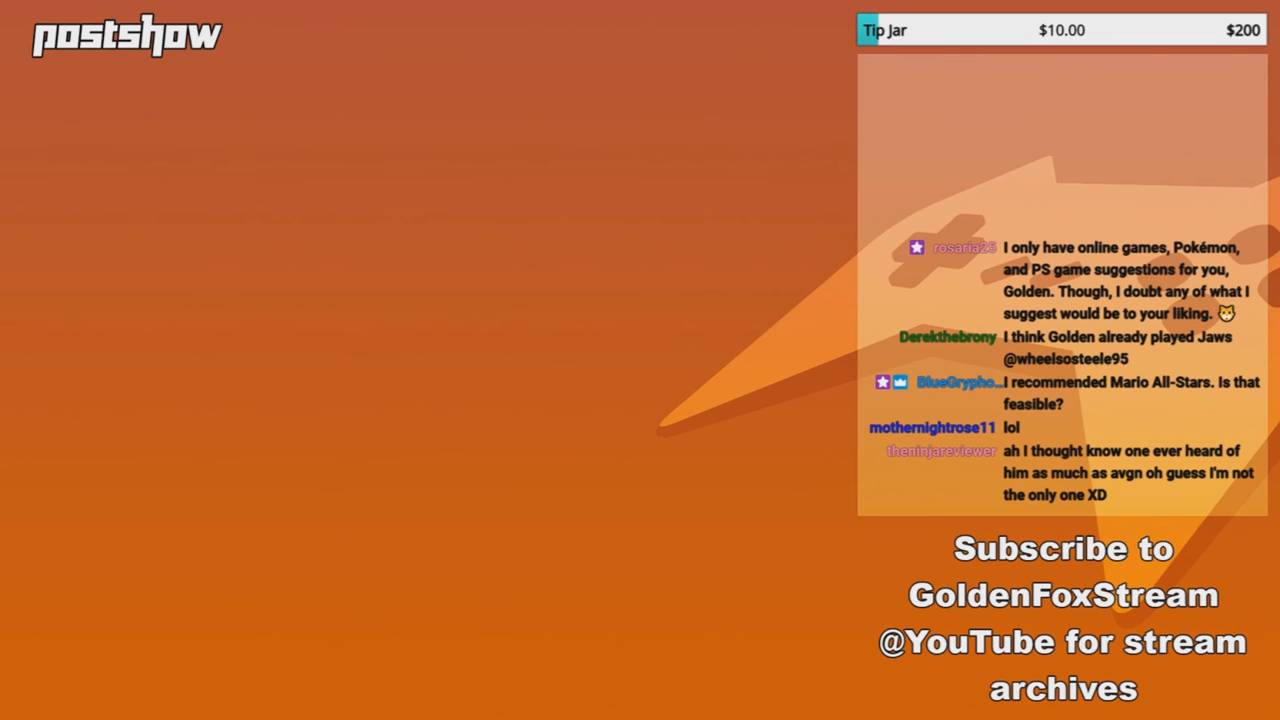 postshow
Tip Jar $10.00 $200
rosaria25 I only have online games, Pokémon,
and PS game suggestions for you,
Golden. Though, I doubt any of what I
suggest would be to your liking. 🐱
Derekthebrony I think Golden already played Jaws
@wheelsosteele95
BlueGrypho... I recommended Mario All-Stars. Is that
feasible?
mothernightrose11 lol
theninjareviewer ah I thought know one ever heard of
him as much as avgn oh guess I'm not
the only one XD
Subscribe to
GoldenFoxStream
@YouTube for stream
archives